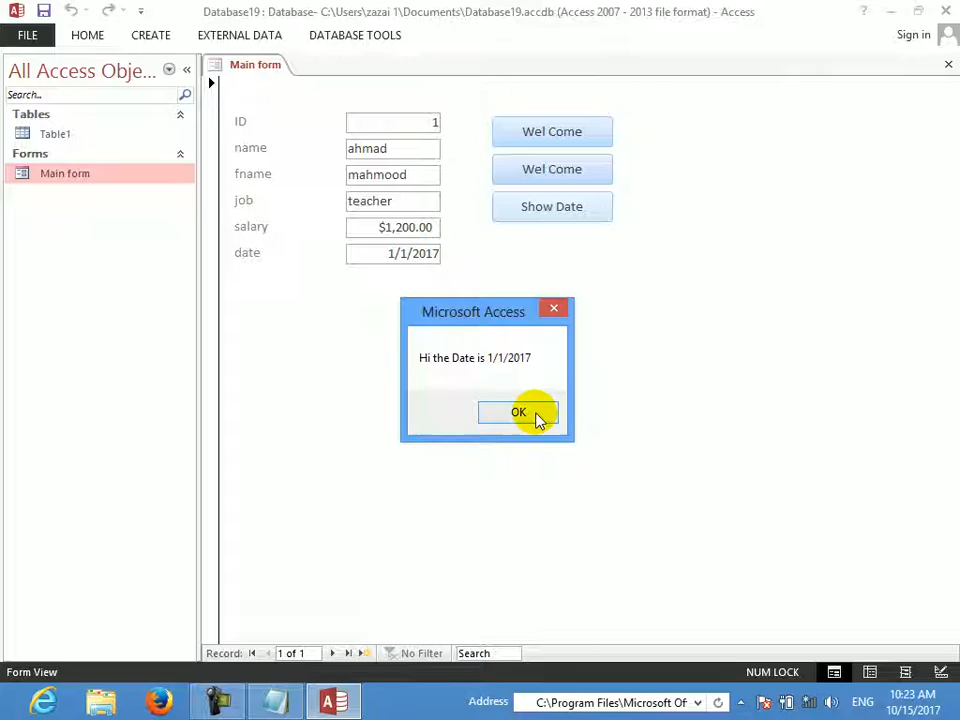 Database19 : Database- C:\Users\zazai 1\Documents\Database19.accdb (Access 2007 - 2013 file format) - Access
FILE HOME CREATE EXTERNAL DATA DATABASE TOOLS Sign in
All Access Obje...
Main form
Search...
Tables
Table1
Forms
Main form
ID 1
name ahmad
fname mahmood
job teacher
salary $1,200.00
date 1/1/2017
Wel Come
Wel Come
Show Date
Microsoft Access
Hi the Date is 1/1/2017
OK
Record: 1 of 1 No Filter Search
Form View NUM LOCK
Address C:\Program Files\Microsoft Of ENG 10:23 AM
10/15/2017